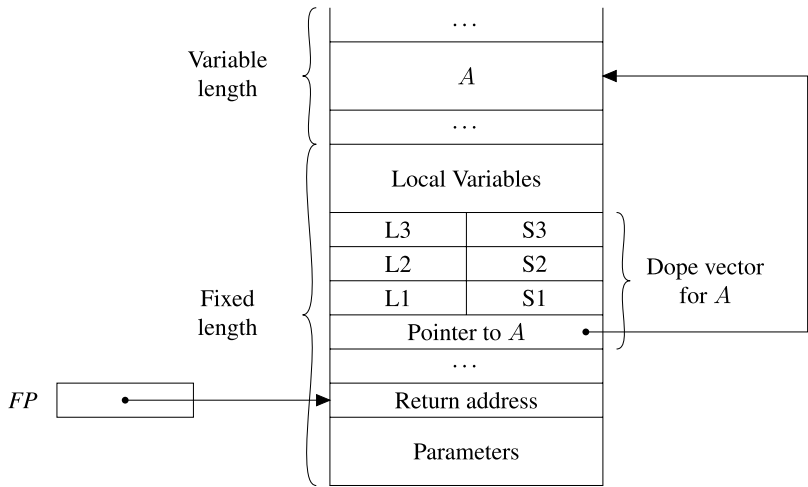 ...
Variable
length
A
...
Local Variables
L3 S3
L2 S2
L1 S1
Dope vector
for A
Fixed
length
Pointer to A
...
FP
Return address
Parameters